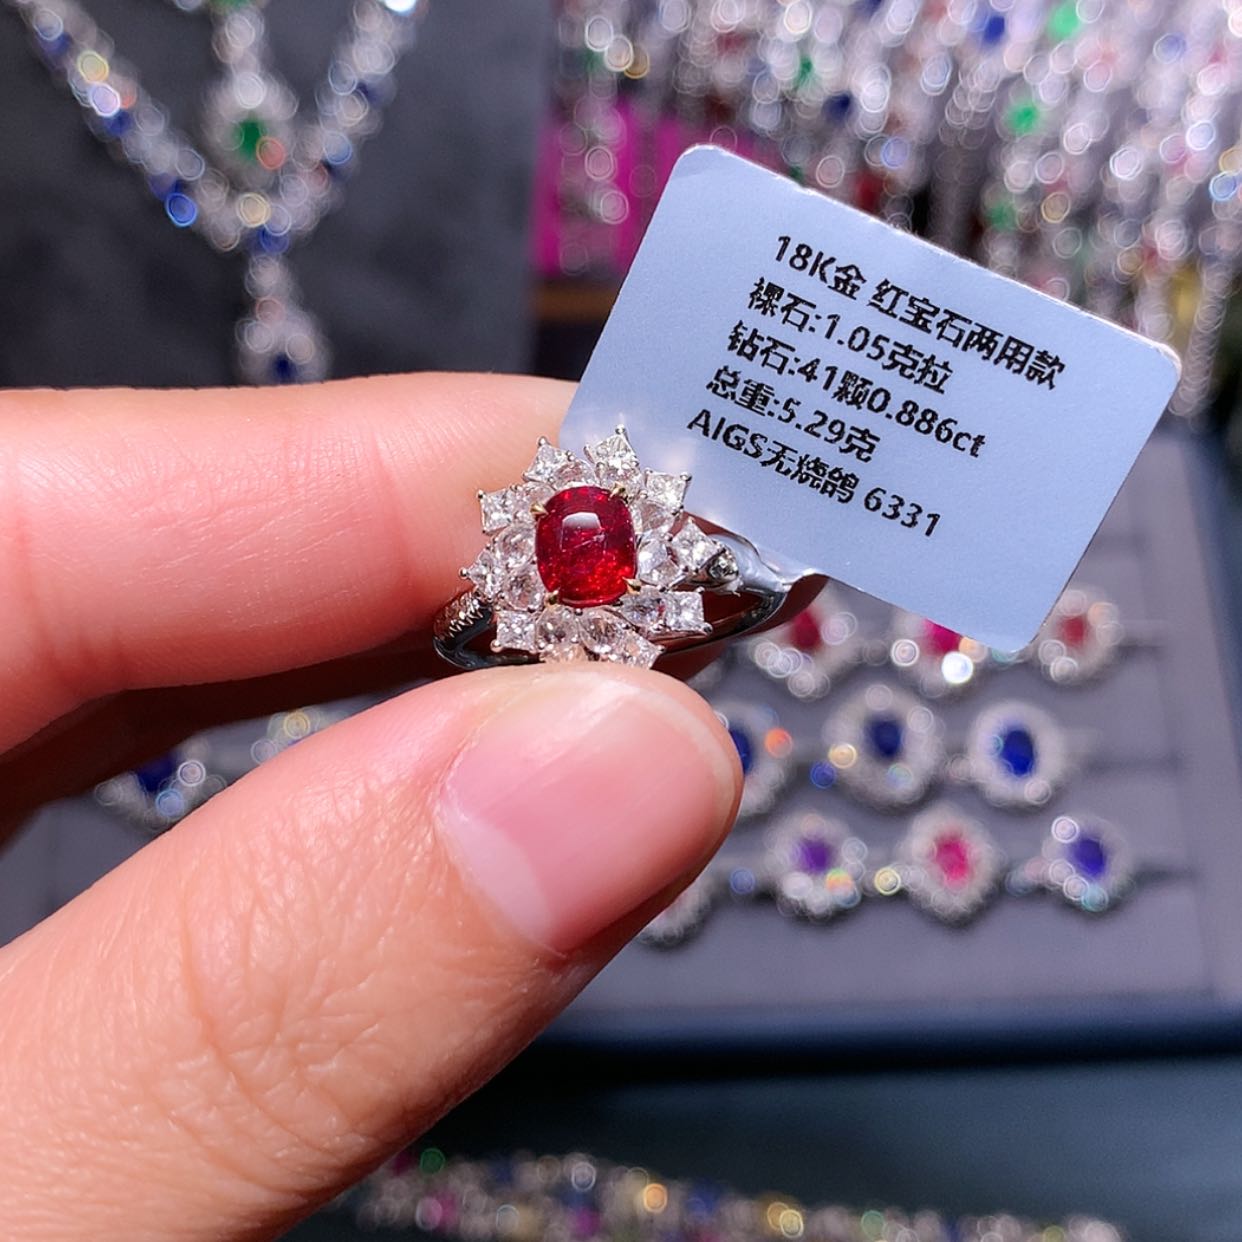 18K金 红宝石两用款
裸石:1.05克拉
钻石:41颗0.886ct
总重:5.29克
AIGS无烧鸽 6331